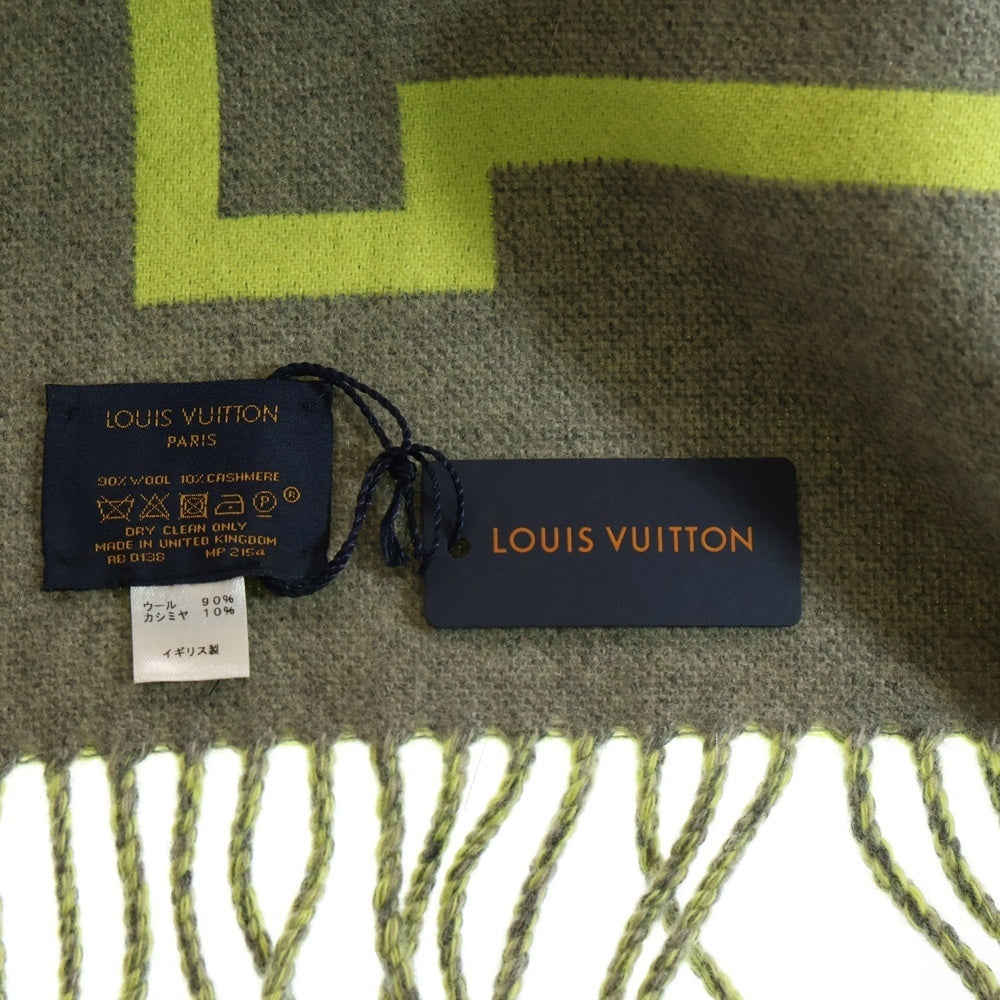 LOUIS VUITTON
PARIS
90% WOOL 10% CASHMERE
P ®
DRY CLEAN ONLY
MADE IN UNITED KINGDOM
AB 0138 MP 2154
ウール 90%
カシミヤ 10%
イギリス製
LOUIS VUITTON